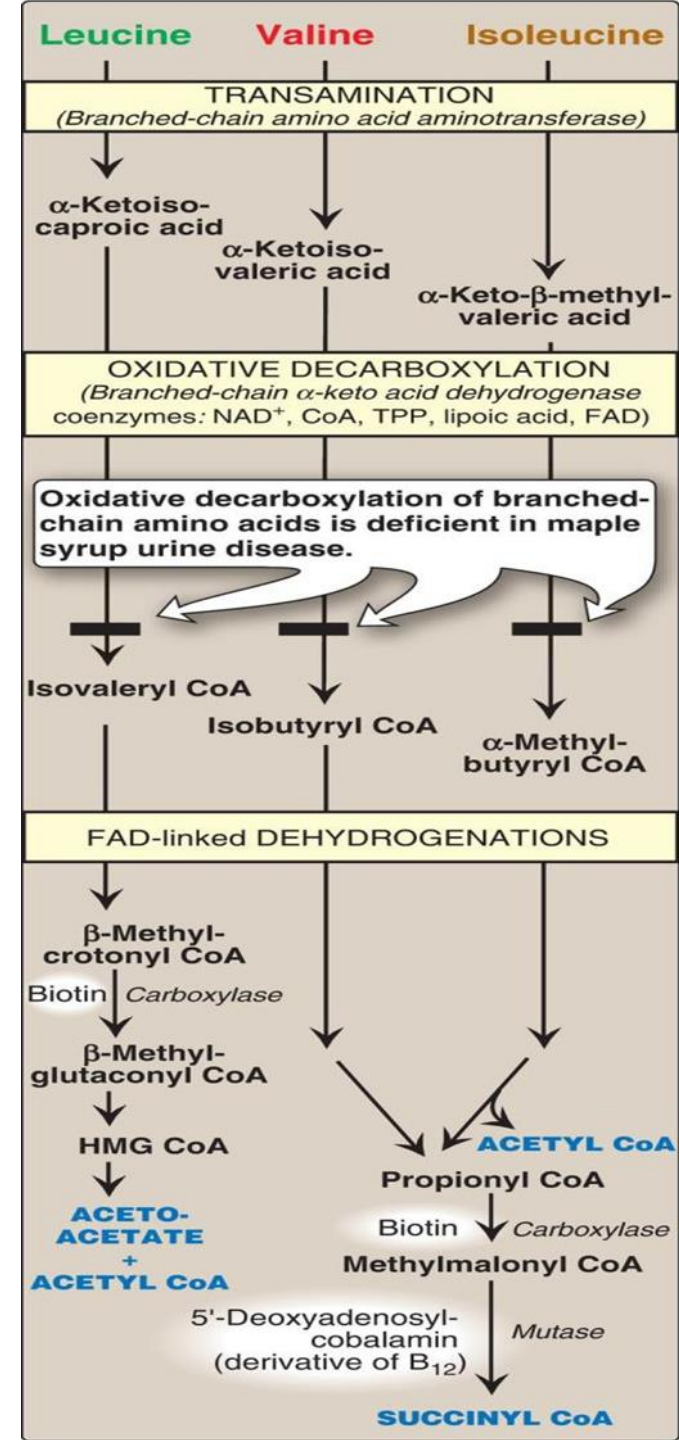 Leucine Valine Isoleucine
TRANSAMINATION
(Branched-chain amino acid aminotransferase)
α-Ketoiso-
caproic acid
α-Ketoiso-
valeric acid
α-Keto-β-methyl-
valeric acid
OXIDATIVE DECARBOXYLATION
(Branched-chain α-keto acid dehydrogenase
coenzymes: NAD⁺, CoA, TPP, lipoic acid, FAD)
Oxidative decarboxylation of branched-
chain amino acids is deficient in maple
syrup urine disease.
Isovaleryl CoA
Isobutyryl CoA
α-Methyl-
butyryl CoA
FAD-linked DEHYDROGENATIONS
β-Methyl-
crotonyl CoA
Biotin Carboxylase
β-Methyl-
glutaconyl CoA
HMG CoA
ACETO-
ACETATE
+
ACETYL CoA
ACETYL CoA
Propionyl CoA
Biotin Carboxylase
Methylmalonyl CoA
5'-Deoxyadenosyl-
cobalamin
(derivative of B₁₂)
Mutase
SUCCINYL CoA